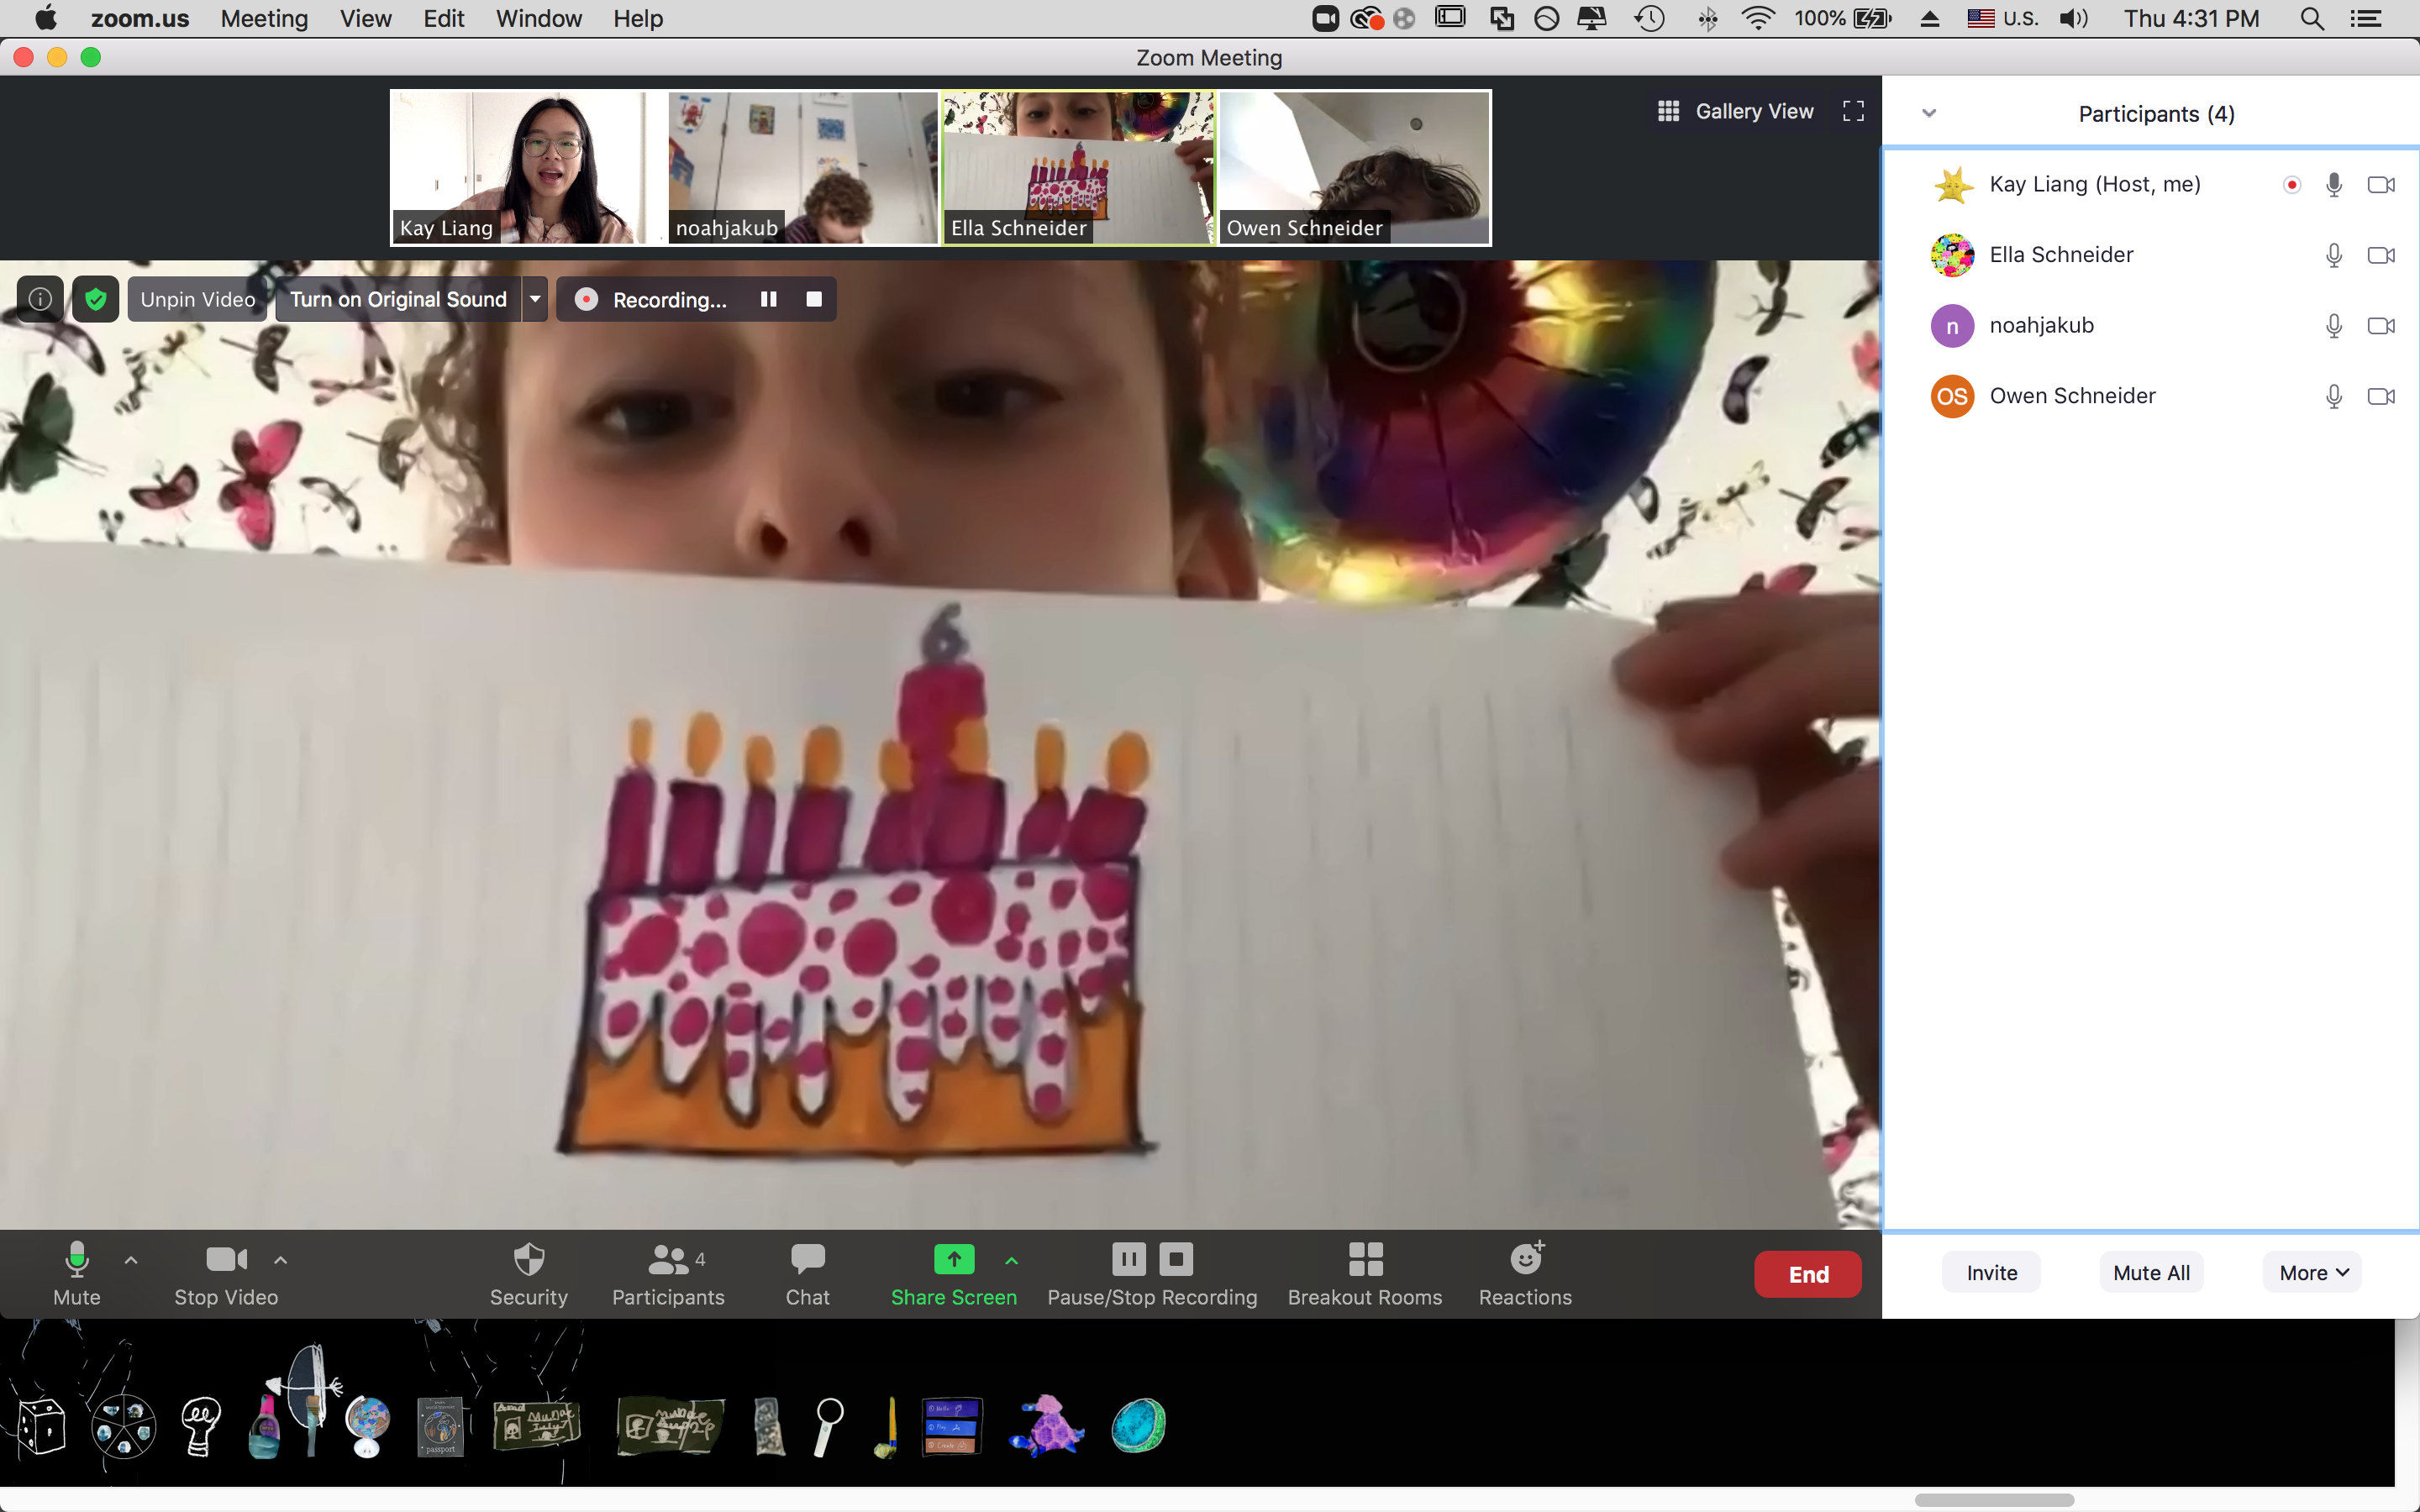 zoom.us Meeting View Edit Window Help 100% U.S. Thu 4:31 PM
Zoom Meeting
Kay Liang
noahjakub
Ella Schneider
Owen Schneider
Gallery View
Participants (4)
Kay Liang (Host, me)
Ella Schneider
n noahjakub
OS Owen Schneider
Unpin Video Turn on Original Sound Recording...
6
Mute
Stop Video
Security
4
Participants
Chat
Share Screen
Pause/Stop Recording
Breakout Rooms
Reactions
End
Invite Mute All More
passport